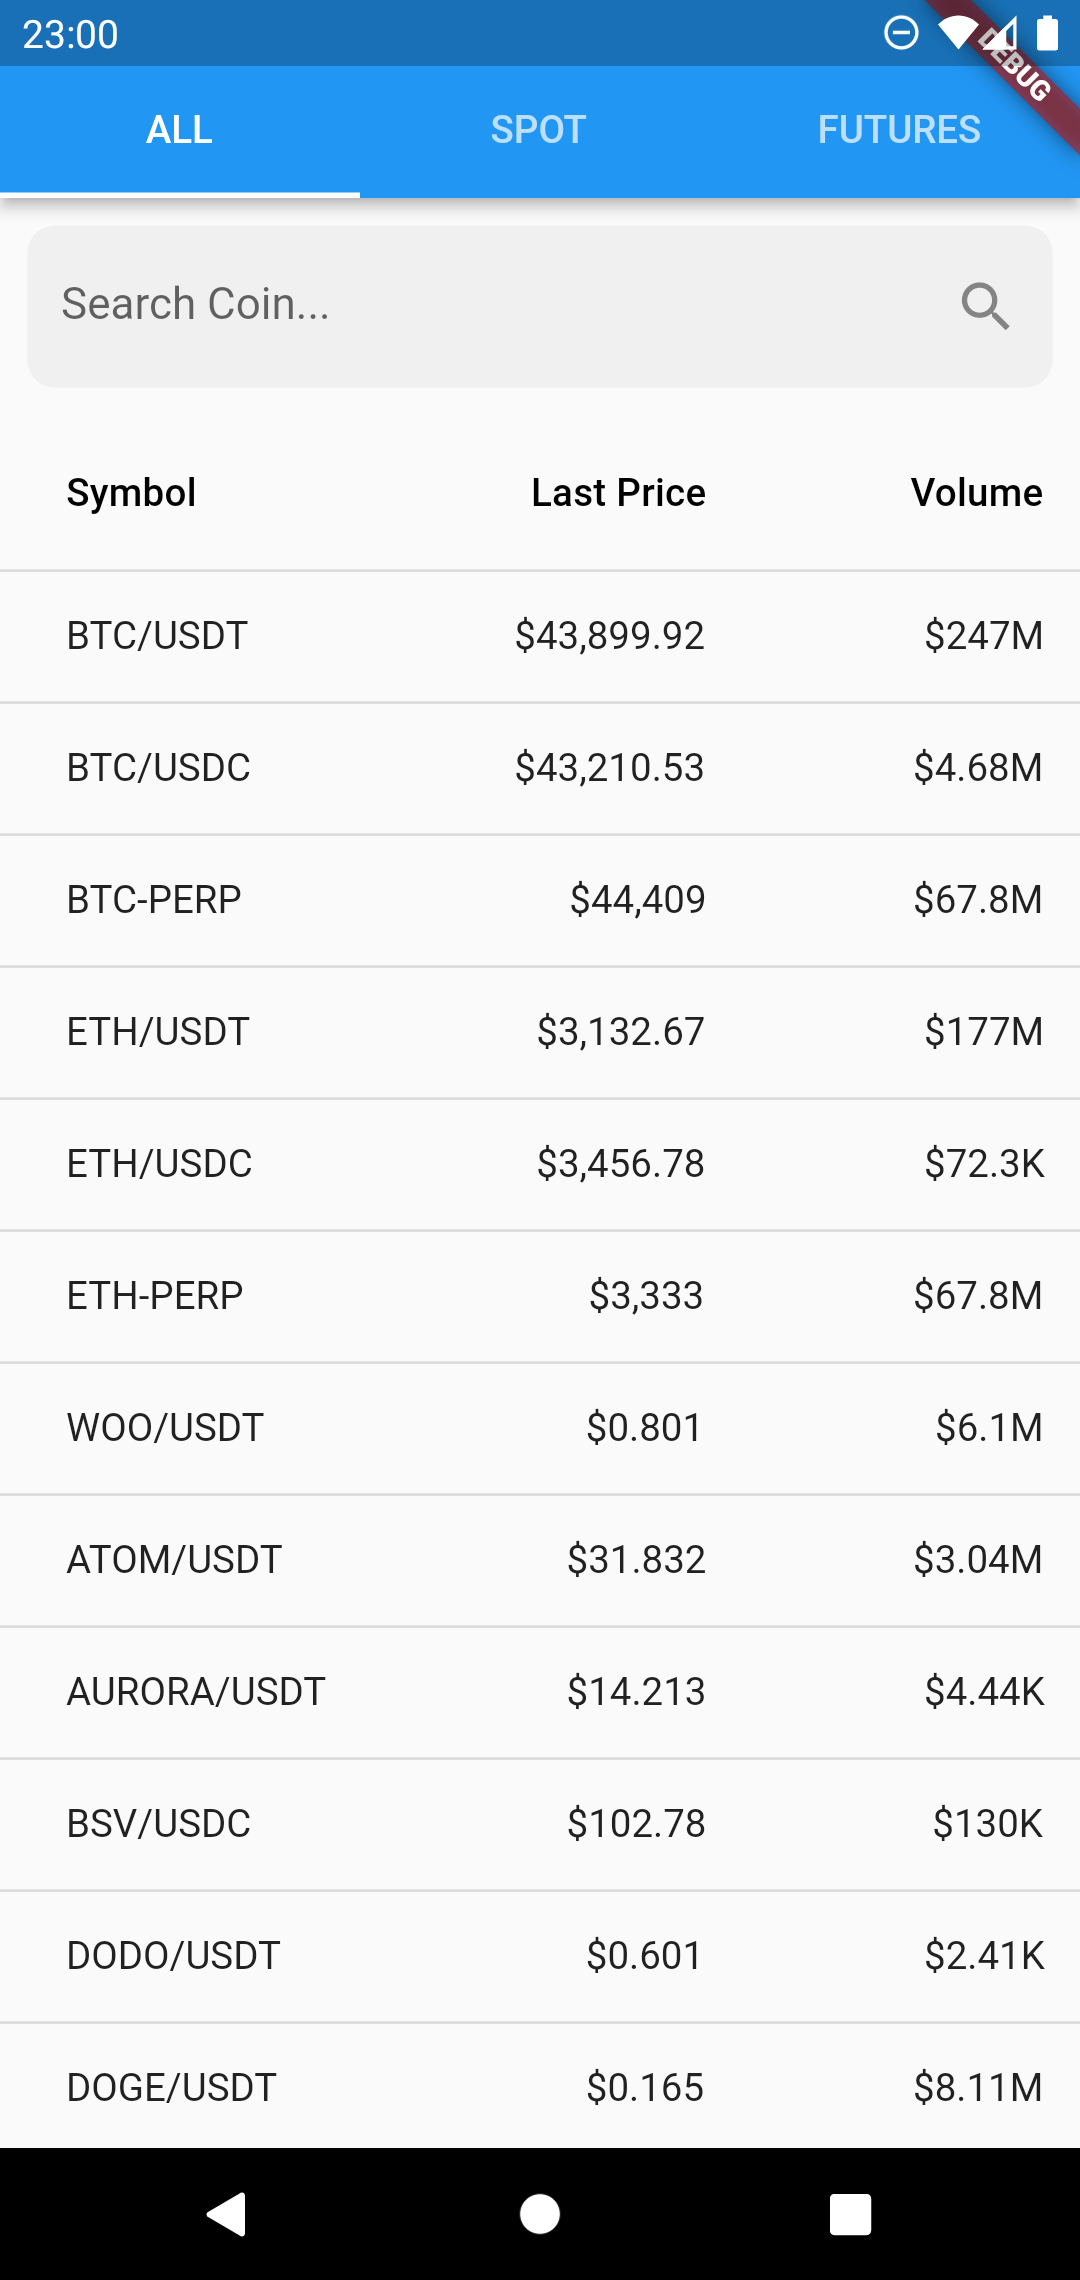 23:00
DEBUG
ALL SPOT FUTURES
Search Coin...
Symbol Last Price Volume
BTC/USDT $43,899.92 $247M
BTC/USDC $43,210.53 $4.68M
BTC-PERP $44,409 $67.8M
ETH/USDT $3,132.67 $177M
ETH/USDC $3,456.78 $72.3K
ETH-PERP $3,333 $67.8M
WOO/USDT $0.801 $6.1M
ATOM/USDT $31.832 $3.04M
AURORA/USDT $14.213 $4.44K
BSV/USDC $102.78 $130K
DODO/USDT $0.601 $2.41K
DOGE/USDT $0.165 $8.11M